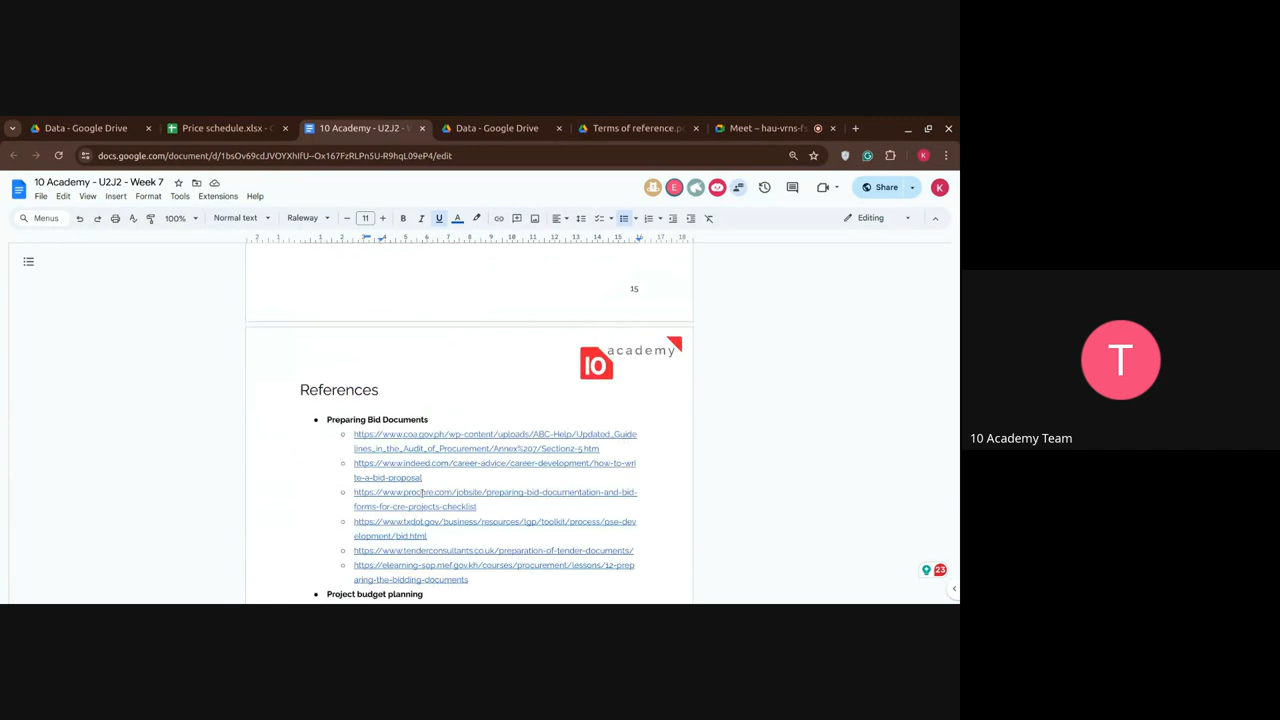 Data - Google Drive
Price schedule.xlsx - G
10 Academy - U2J2 - W
Data - Google Drive
Terms of reference.p
Meet – hau-vrns-f
docs.google.com/document/d/1bsOv69cdJVOYXhIfU--Ox167FzRLPn5U-R9hqL09eP4/edit
10 Academy - U2J2 - Week 7
File Edit View Insert Format Tools Extensions Help
Share
K
Menus
100%
Normal text
Raleway
11
Editing
15
10 academy
References
Preparing Bid Documents
https://www.coa.gov.ph/wp-content/uploads/ABC-Help/Updated_Guide
lines_in_the_Audit_of_Procurement/Annex%207/Section2-5.htm
https://www.indeed.com/career-advice/career-development/how-to-wri
te-a-bid-proposal
https://www.procore.com/jobsite/preparing-bid-documentation-and-bid-
forms-for-cre-projects-checklist
https://www.txdot.gov/business/resources/lgp/toolkit/process/pse-dev
elopment/bid.html
https://www.tenderconsultants.co.uk/preparation-of-tender-documents/
https://elearning-sop.mef.gov.kh/courses/procurement/lessons/12-prep
aring-the-bidding-documents
Project budget planning
23
T
10 Academy Team